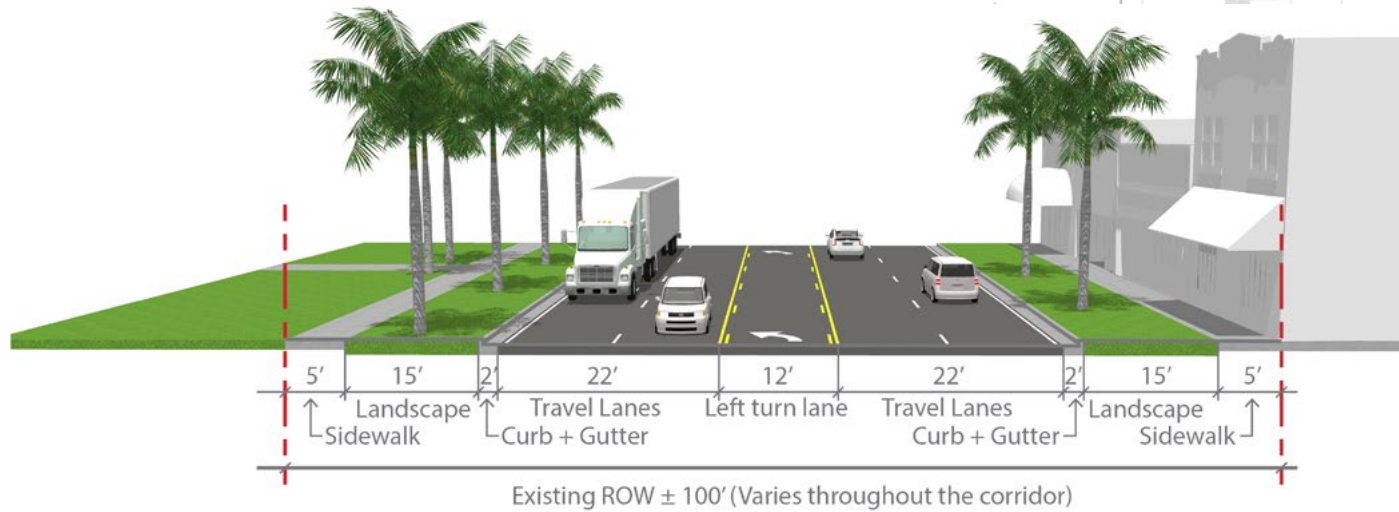 5’ 15’ 2’ 22’ 12’ 22’ 2’ 15’ 5’
Landscape Travel Lanes Left turn lane Travel Lanes Landscape
Sidewalk Curb + Gutter Curb + Gutter Sidewalk
Existing ROW ± 100’ (Varies throughout the corridor)